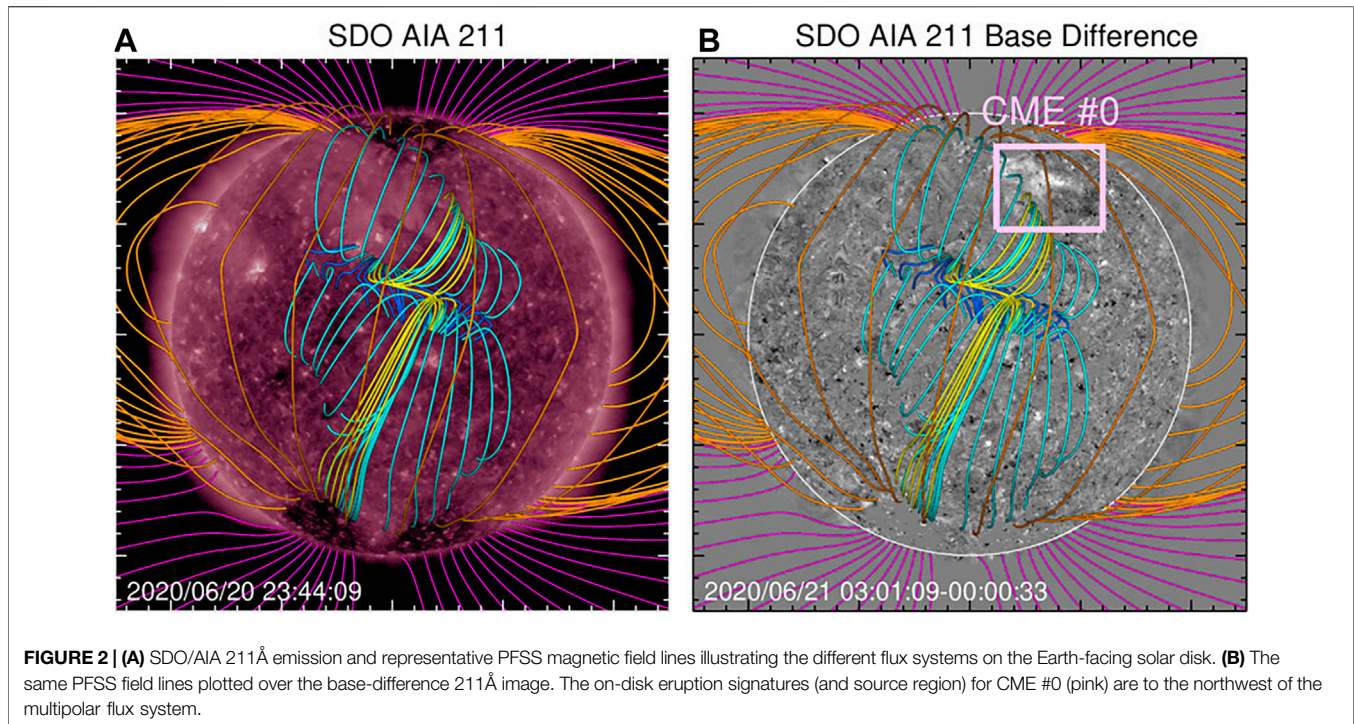 A
SDO AIA 211
2020/06/20 23:44:09
B
SDO AIA 211 Base Difference
CME #0
2020/06/21 03:01:09-00:00:33
FIGURE 2 | (A) SDO/AIA 211Å emission and representative PFSS magnetic field lines illustrating the different flux systems on the Earth-facing solar disk. (B) The
same PFSS field lines plotted over the base-difference 211Å image. The on-disk eruption signatures (and source region) for CME #0 (pink) are to the northwest of the
multipolar flux system.